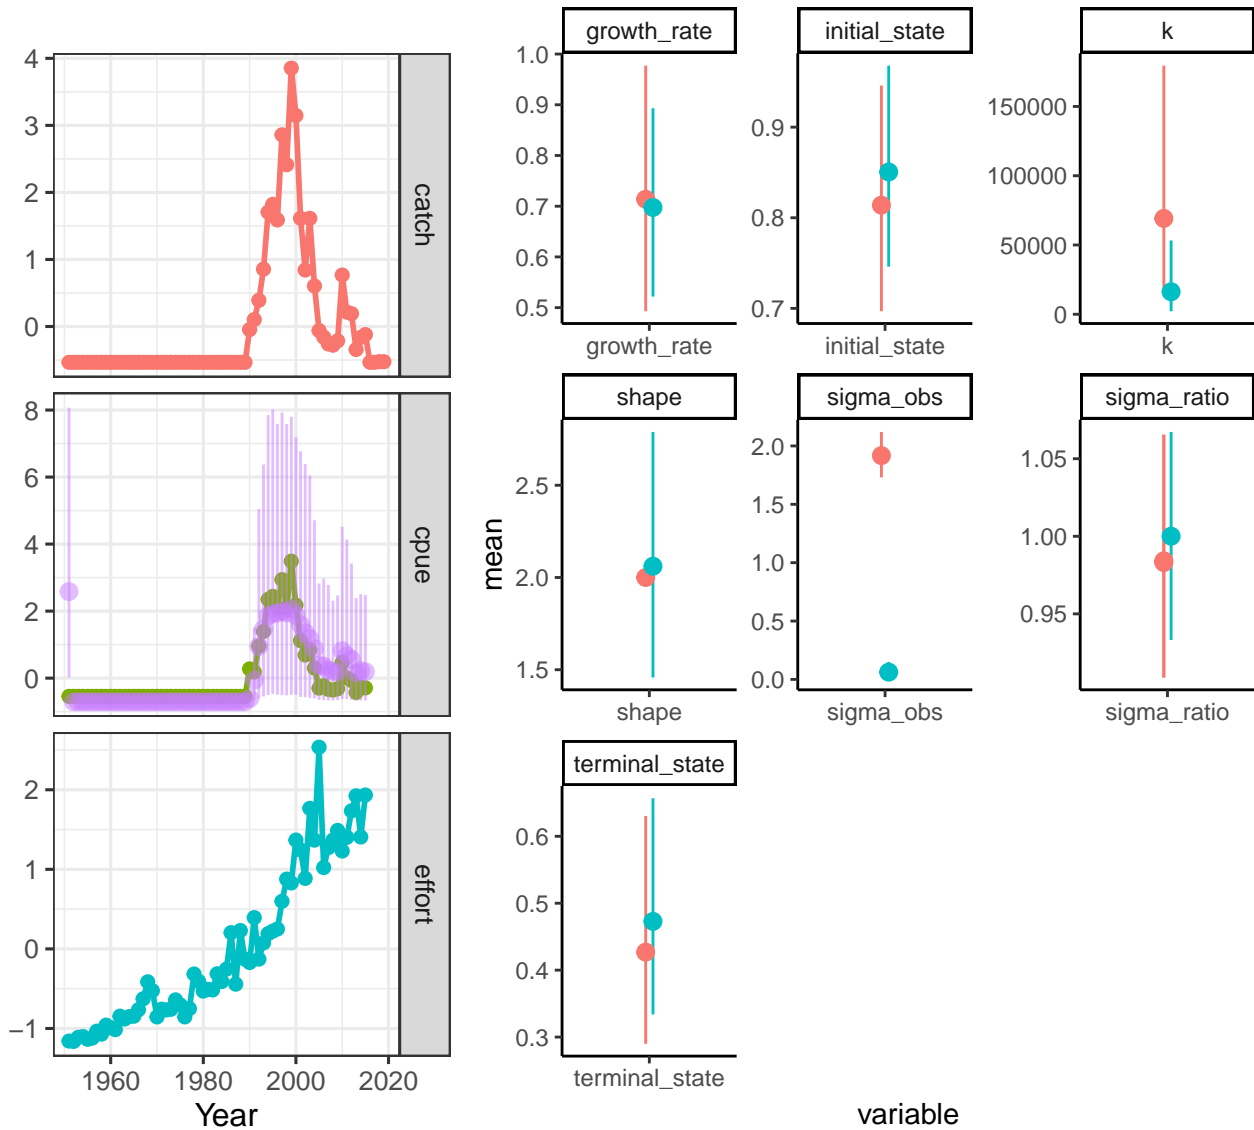 4
3
2
1
0
catch
8
6
4
2
0
cpue
2
1
0
−1
effort
1960 1980 2000 2020
Year
mean
growth_rate
1.0
0.9
0.8
0.7
0.6
0.5
growth_rate
initial_state
0.9
0.8
0.7
initial_state
k
150000
100000
50000
0
k
shape
2.5
2.0
1.5
shape
sigma_obs
2.0
1.5
1.0
0.5
0.0
sigma_obs
sigma_ratio
1.05
1.00
0.95
sigma_ratio
terminal_state
0.6
0.5
0.4
0.3
terminal_state
variable